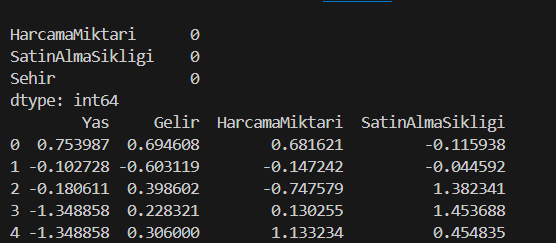 HarcamaMiktari 0
SatinAlmaSikligi 0
Sehir 0
dtype: int64
Yas Gelir HarcamaMiktari SatinAlmaSikligi
0 0.753987 0.694608 0.681621 -0.115938
1 -0.102728 -0.603119 -0.147242 -0.044592
2 -0.180611 0.398602 -0.747579 1.382341
3 -1.348858 0.228321 0.130255 1.453688
4 -1.348858 0.306000 1.133234 0.454835